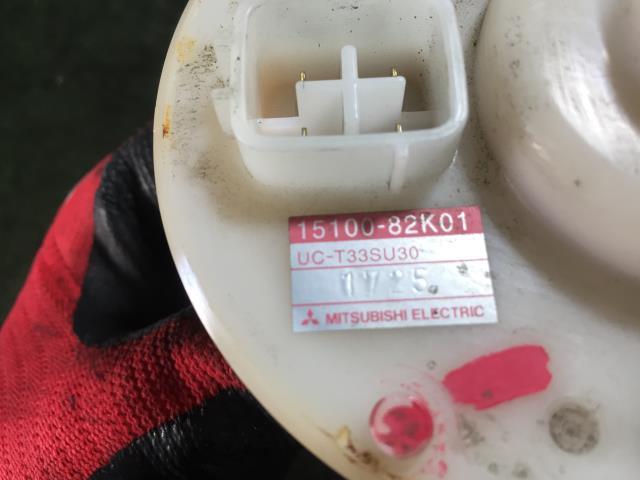 15100-82K01
UC-T33SU30
1725
MITSUBISHI ELECTRIC